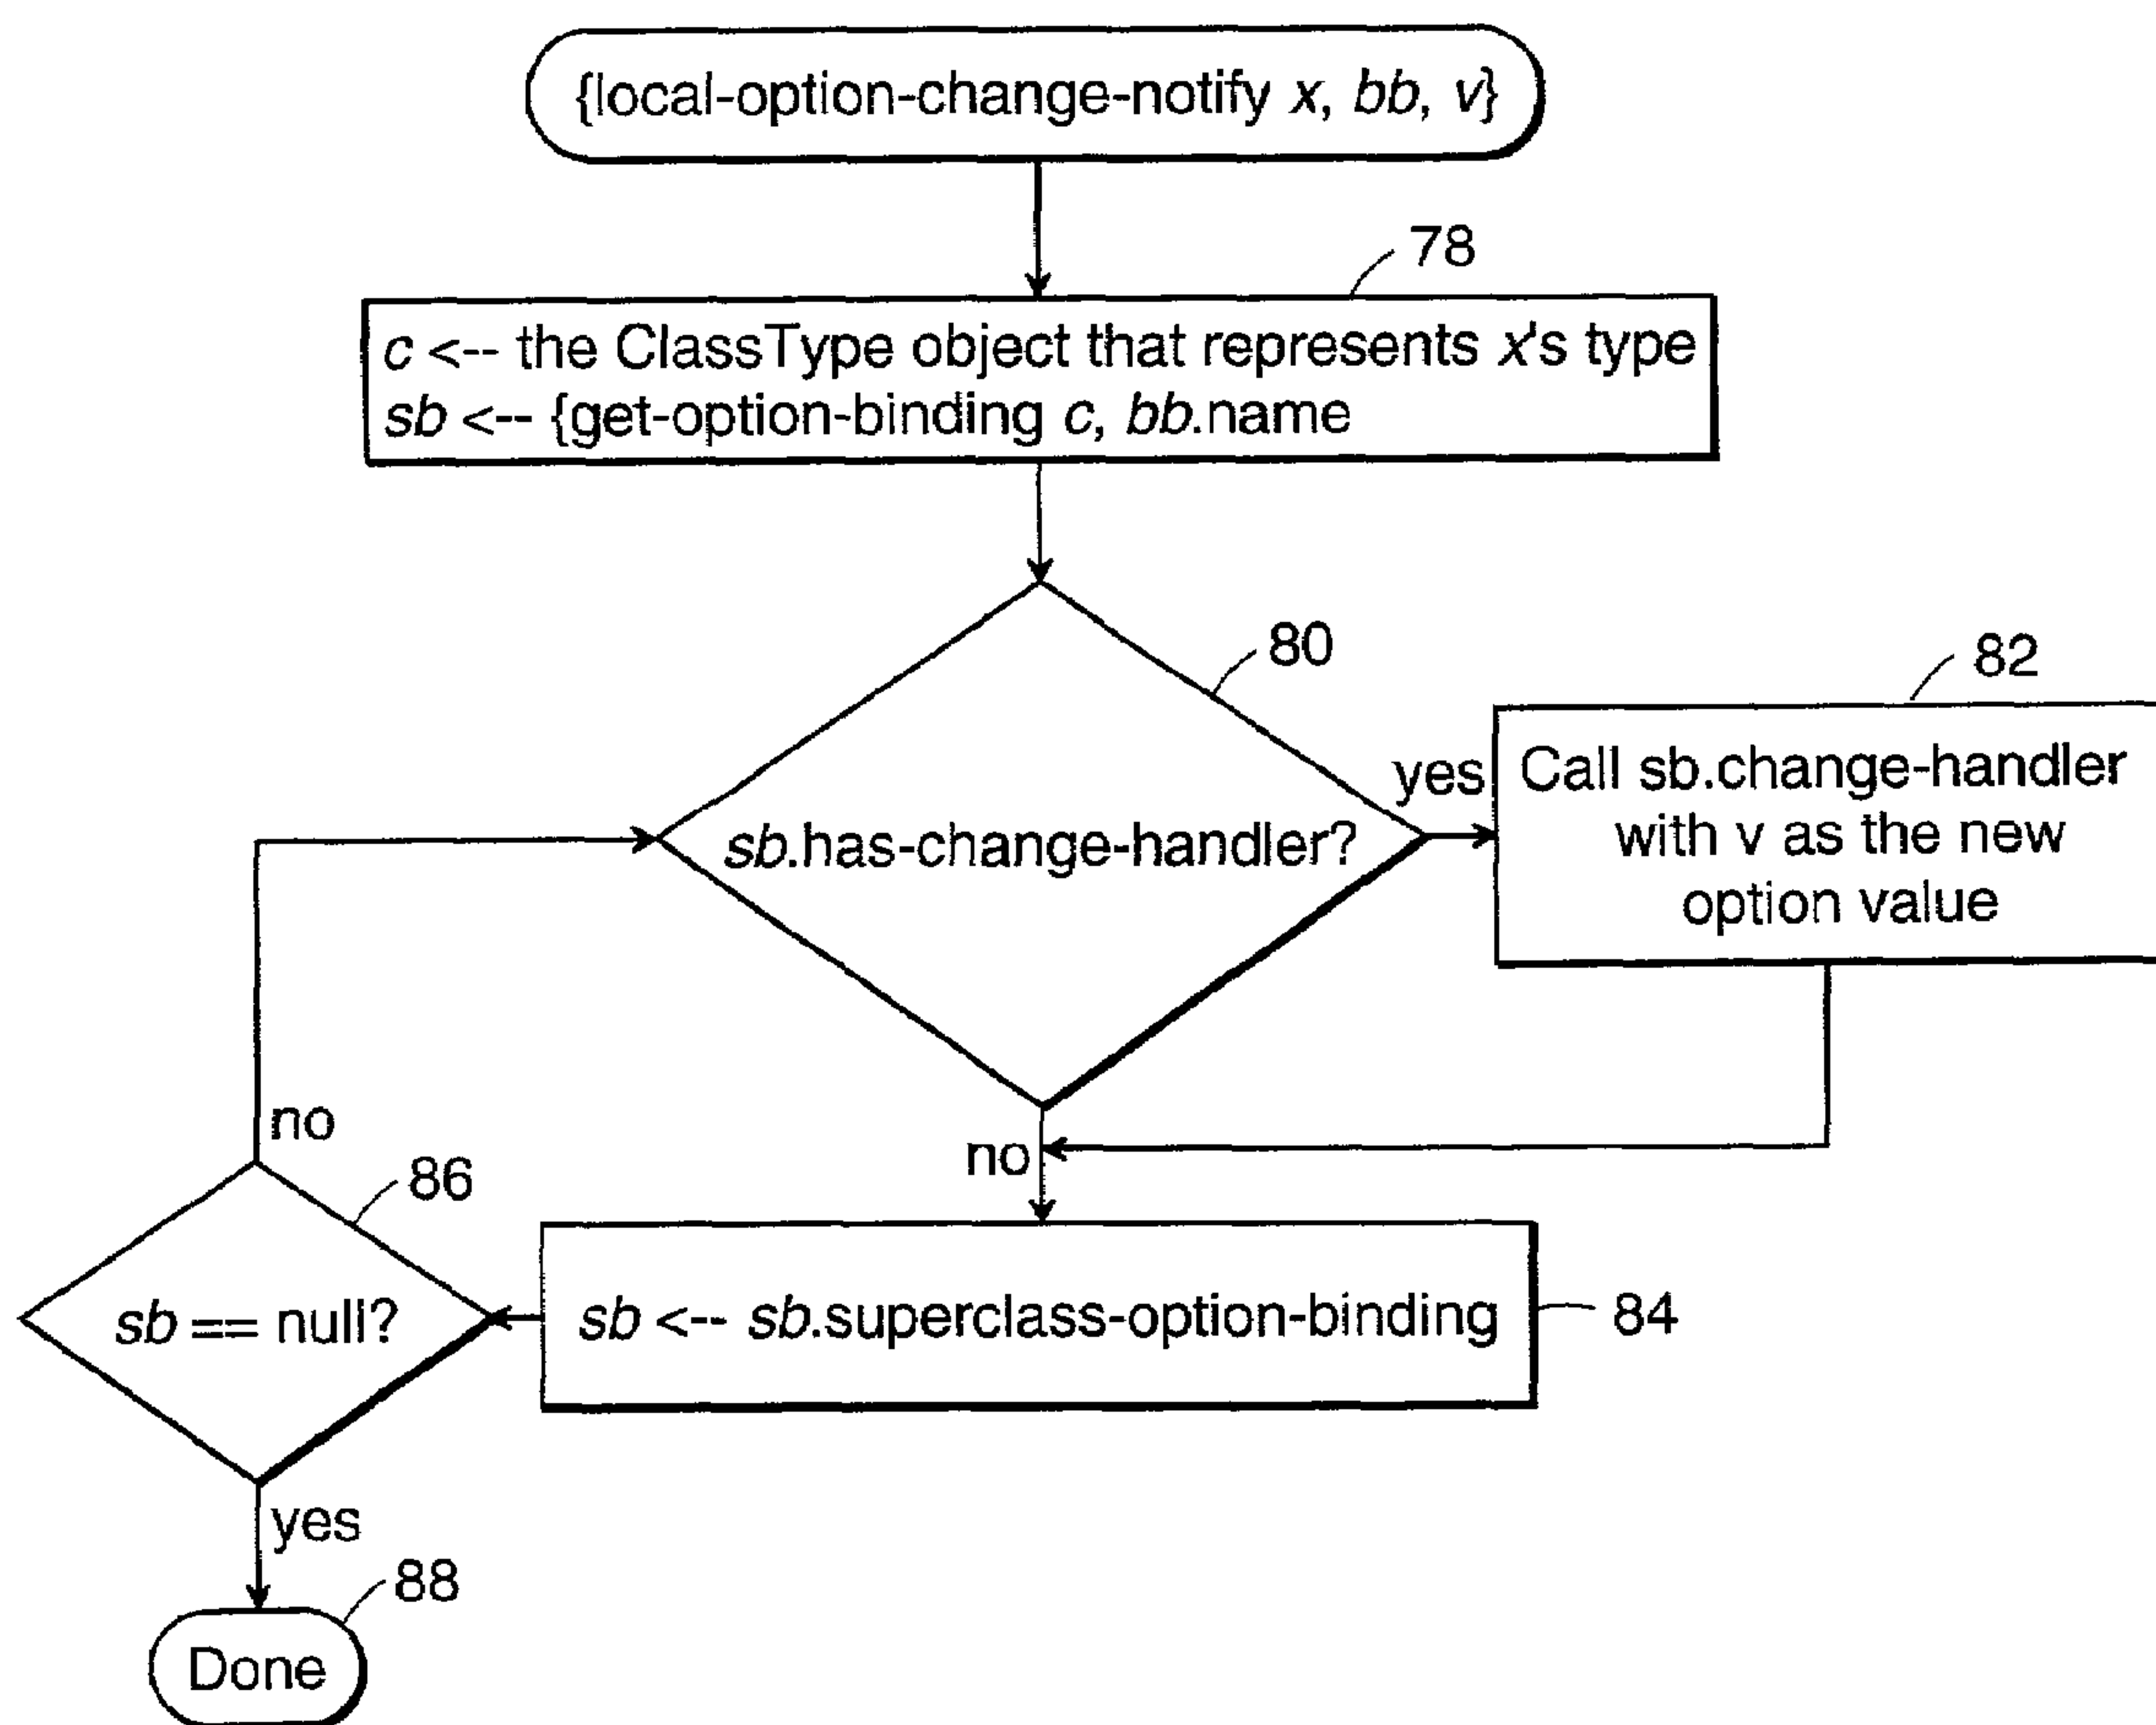 {local-option-change-notify x, bb, v}
78
c <-- the ClassType object that represents x's type
sb <-- {get-option-binding c, bb.name
80
82
sb.has-change-handler?
yes
Call sb.change-handler
with v as the new
option value
no
no
86
sb == null?
sb <-- sb.superclass-option-binding
84
yes
88
Done